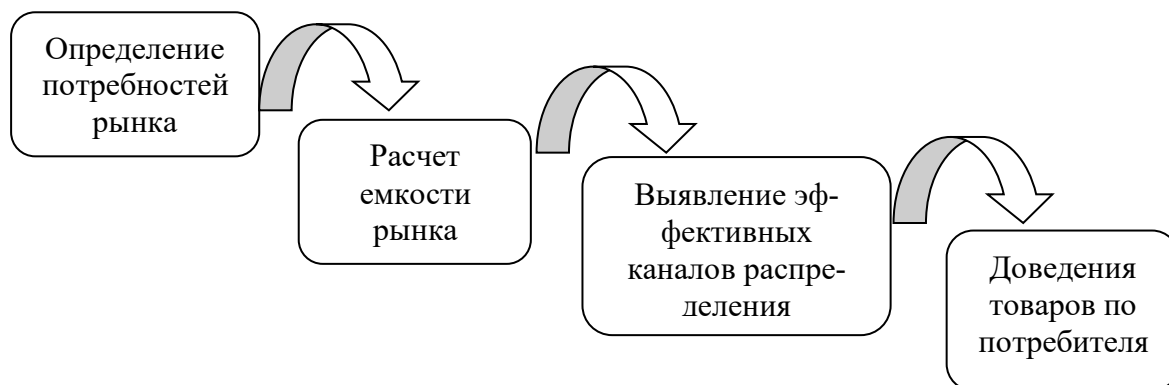 Определение
потребностей
рынка
Расчет
емкости
рынка
Выявление эф-
фективных
каналов распре-
деления
Доведения
товаров по
потребителя